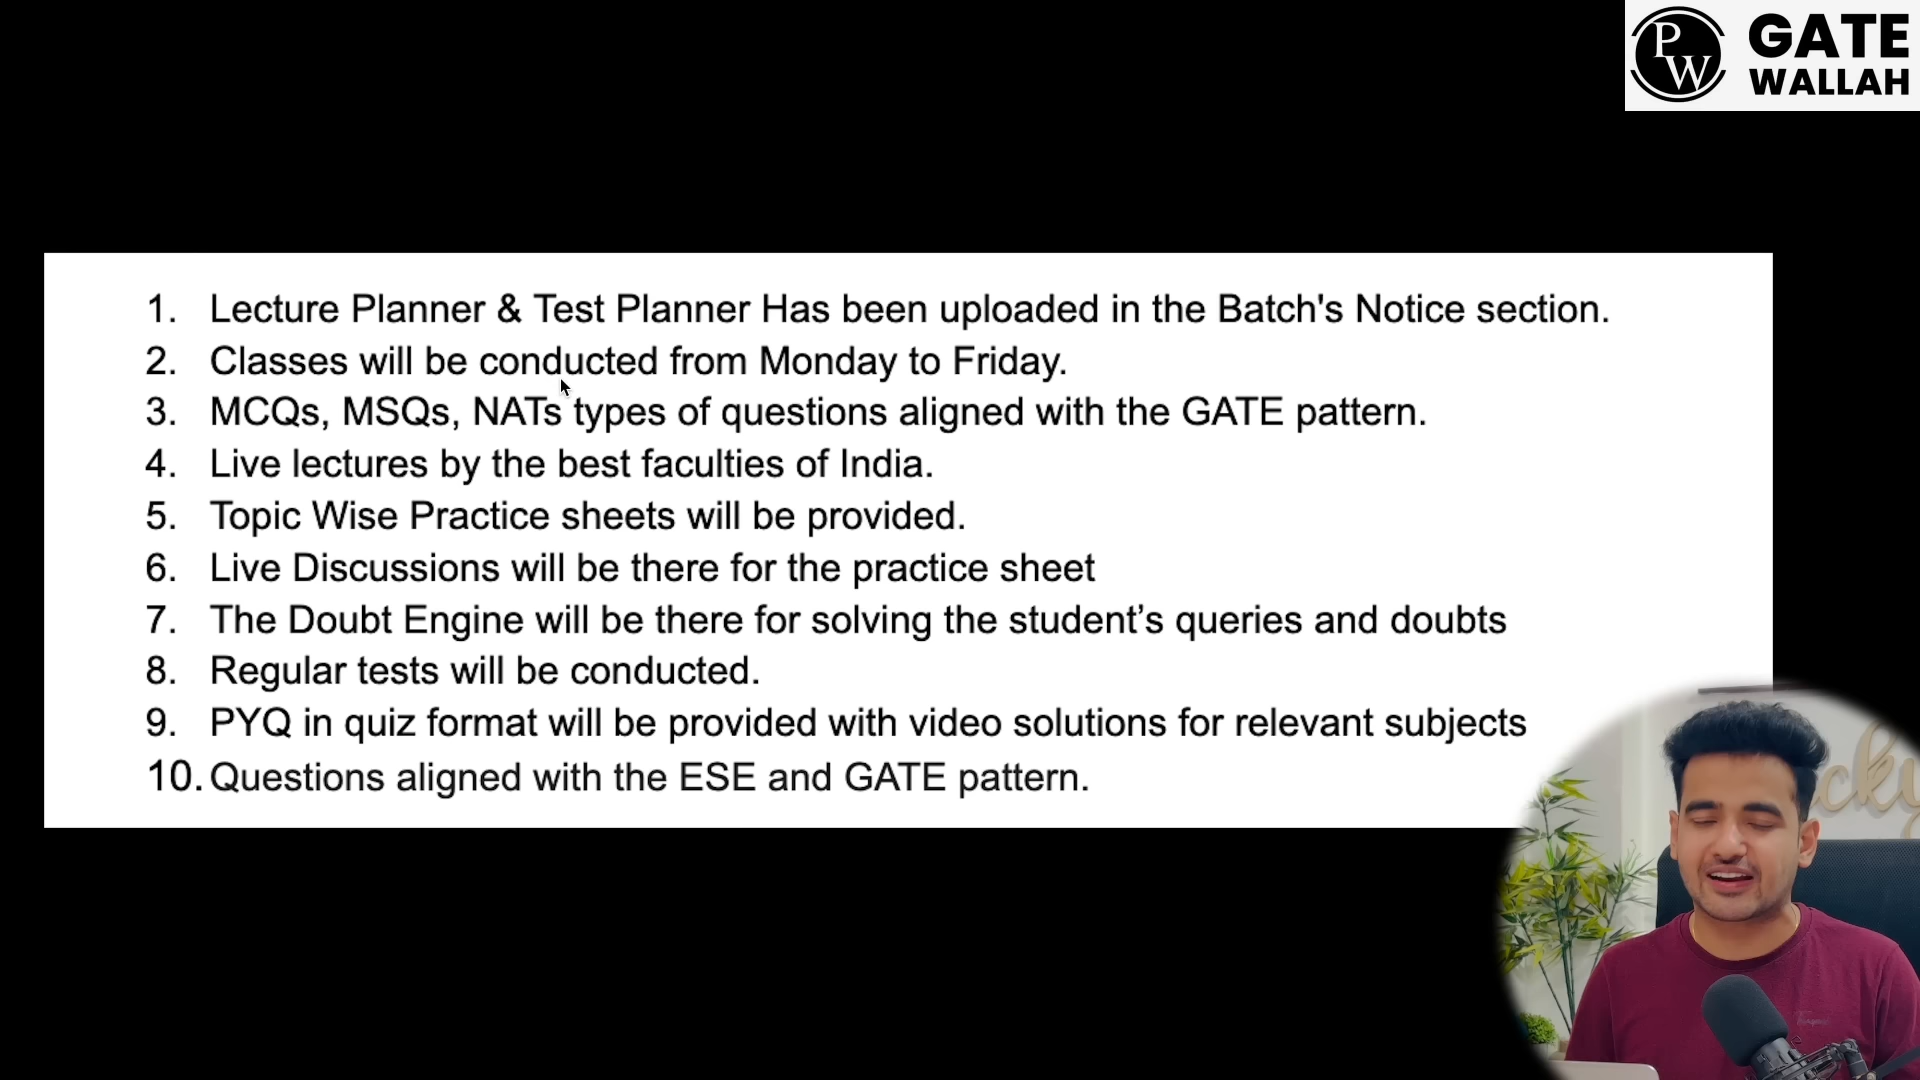 PW
GATE
WALLAH
1. Lecture Planner & Test Planner Has been uploaded in the Batch's Notice section.
2. Classes will be conducted from Monday to Friday.
3. MCQs, MSQs, NATs types of questions aligned with the GATE pattern.
4. Live lectures by the best faculties of India.
5. Topic Wise Practice sheets will be provided.
6. Live Discussions will be there for the practice sheet
7. The Doubt Engine will be there for solving the student’s queries and doubts
8. Regular tests will be conducted.
9. PYQ in quiz format will be provided with video solutions for relevant subjects
10. Questions aligned with the ESE and GATE pattern.